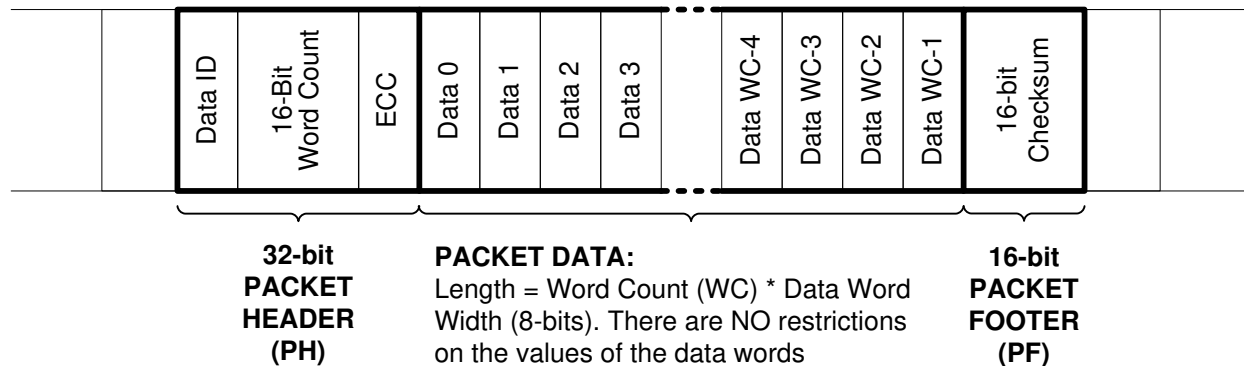 Data ID
16-Bit
Word Count
ECC
Data 0
Data 1
Data 2
Data 3
Data WC-4
Data WC-3
Data WC-2
Data WC-1
16-bit
Checksum
32-bit
PACKET
HEADER
(PH)
PACKET DATA:
Length = Word Count (WC) * Data Word
Width (8-bits). There are NO restrictions
on the values of the data words
16-bit
PACKET
FOOTER
(PF)